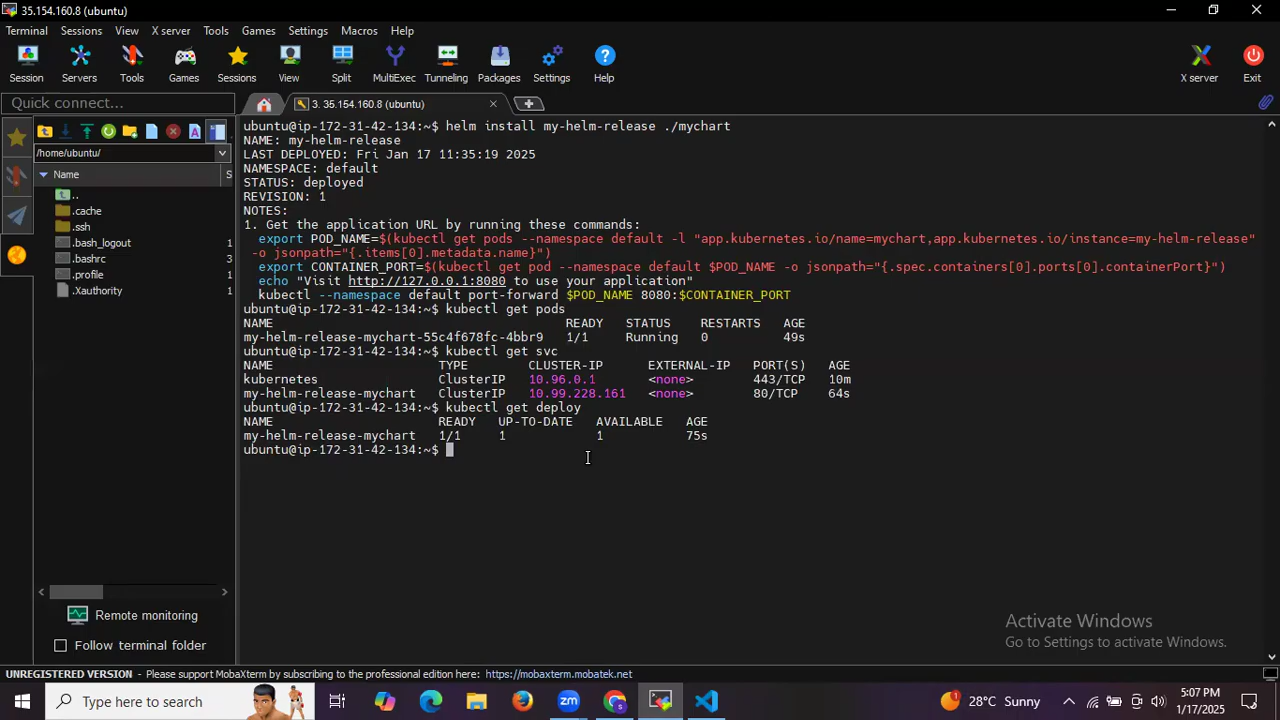 35.154.160.8 (ubuntu)
Terminal Sessions View X server Tools Games Settings Macros Help
Session Servers Tools Games Sessions View Split MultiExec Tunneling Packages Settings Help X server Exit
Quick connect...
3. 35.154.160.8 (ubuntu)
/home/ubuntu/
Name S
..
.cache
.ssh
.bash_logout 1
.bashrc 3
.profile 1
.Xauthority 1
Remote monitoring
Follow terminal folder
ubuntu@ip-172-31-42-134:~$ helm install my-helm-release ./mychart
NAME: my-helm-release
LAST DEPLOYED: Fri Jan 17 11:35:19 2025
NAMESPACE: default
STATUS: deployed
REVISION: 1
NOTES:
1. Get the application URL by running these commands:
  export POD_NAME=$(kubectl get pods --namespace default -l "app.kubernetes.io/name=mychart,app.kubernetes.io/instance=my-helm-release"
 -o jsonpath="{.items[0].metadata.name}")
  export CONTAINER_PORT=$(kubectl get pod --namespace default $POD_NAME -o jsonpath="{.spec.containers[0].ports[0].containerPort}")
  echo "Visit http://127.0.0.1:8080 to use your application"
  kubectl --namespace default port-forward $POD_NAME 8080:$CONTAINER_PORT
ubuntu@ip-172-31-42-134:~$ kubectl get pods
NAME READY STATUS RESTARTS AGE
my-helm-release-mychart-55c4f678fc-4bbr9 1/1 Running 0 49s
ubuntu@ip-172-31-42-134:~$ kubectl get svc
NAME TYPE CLUSTER-IP EXTERNAL-IP PORT(S) AGE
kubernetes ClusterIP 10.96.0.1 <none> 443/TCP 10m
my-helm-release-mychart ClusterIP 10.99.228.161 <none> 80/TCP 64s
ubuntu@ip-172-31-42-134:~$ kubectl get deploy
NAME READY UP-TO-DATE AVAILABLE AGE
my-helm-release-mychart 1/1 1 1 75s
ubuntu@ip-172-31-42-134:~$
Activate Windows
Go to Settings to activate Windows.
UNREGISTERED VERSION - Please support MobaXterm by subscribing to the professional edition here: https://mobaxterm.mobatek.net
Type here to search
zm
28°C Sunny
5:07 PM
1/17/2025